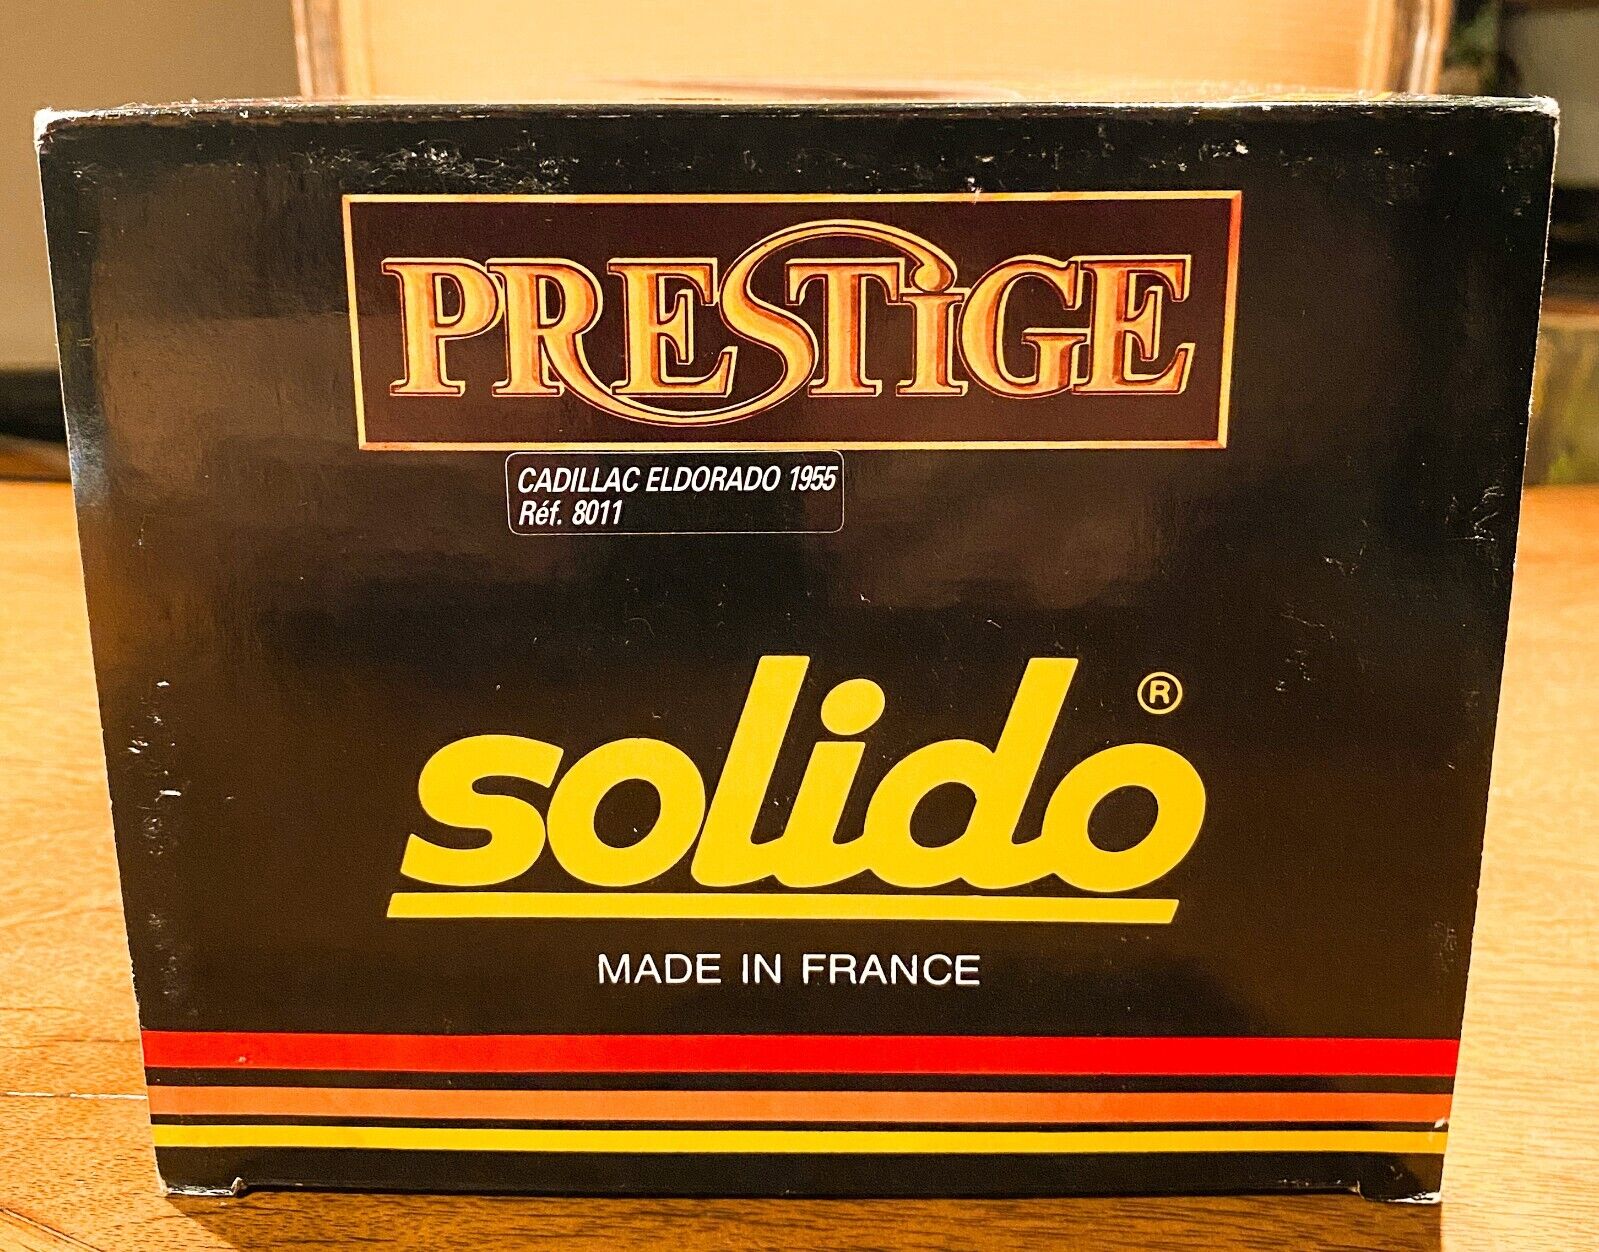 PRESTiGE
CADILLAC ELDORADO 1955
Réf. 8011
solido ®
MADE IN FRANCE